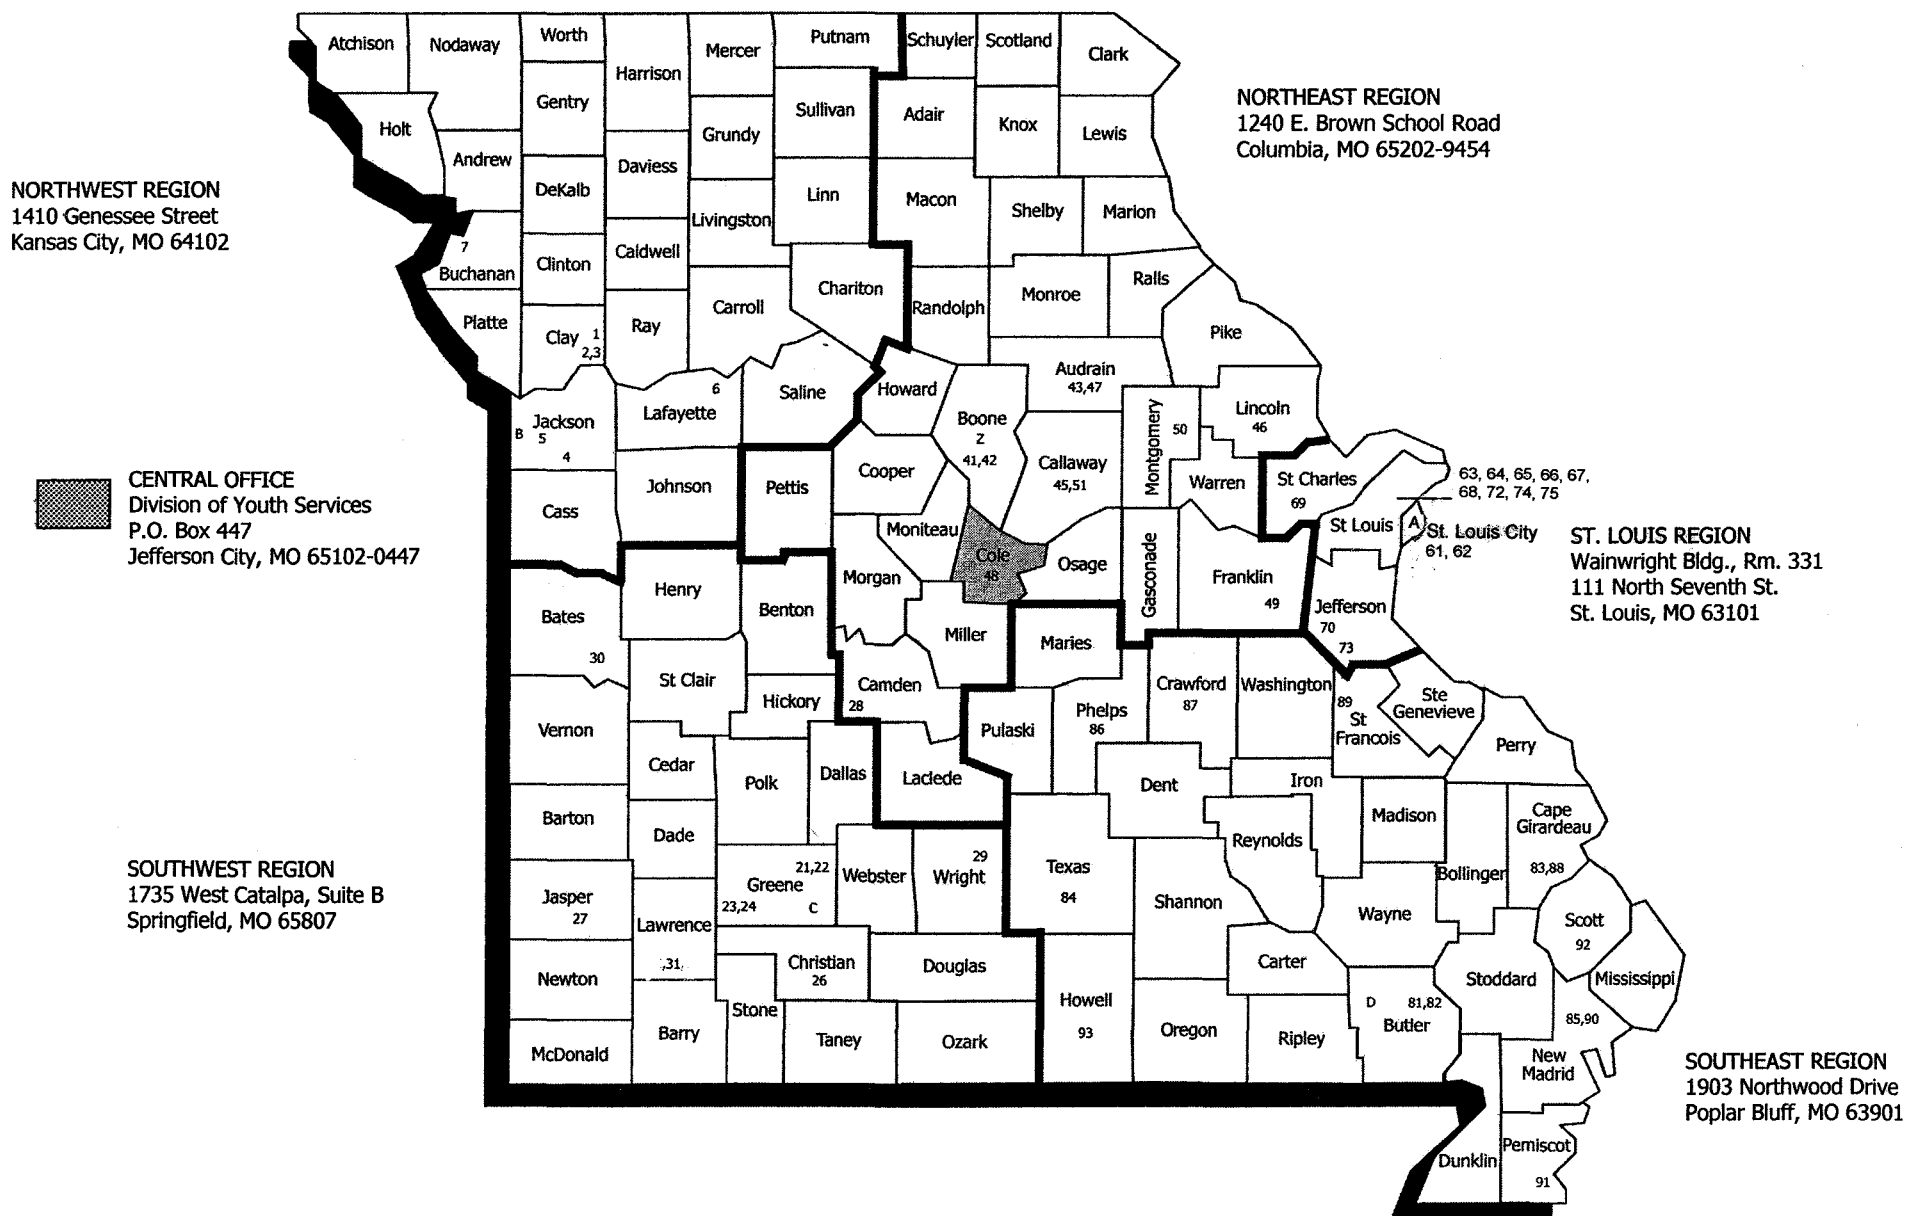 Atchison
Nodaway
Worth
Harrison
Mercer
Putnam
Schuyler
Scotland
Clark
Gentry
Holt
Andrew
DeKalb
Daviess
Grundy
Sullivan
Adair
Knox
Lewis
NORTHEAST REGION
1240 E. Brown School Road
Columbia, MO 65202-9454
NORTHWEST REGION
1410 Genessee Street
Kansas City, MO 64102
Livingston
Linn
Macon
Shelby
Marion
7
Buchanan
Clinton
Caldwell
Chariton
Randolph
Monroe
Ralls
Platte
Clay 1
2,3
Ray
Carroll
Pike
Audrain
43,47
6
Lafayette
Saline
Howard
Boone
Z
41,42
Lincoln
46
Jackson
B 5
4
Montgomery
50
Callaway
45,51
Warren
St Charles
69
63, 64, 65, 66, 67,
68, 72, 74, 75
CENTRAL OFFICE
Division of Youth Services
P.O. Box 447
Jefferson City, MO 65102-0447
Cass
Johnson
Pettis
Cooper
Moniteau
Cole
48
Osage
Gasconade
Franklin
49
St Louis
A
St. Louis City
61, 62
ST. LOUIS REGION
Wainwright Bldg., Rm. 331
111 North Seventh St.
St. Louis, MO 63101
Bates
30
Henry
Benton
Morgan
Miller
Maries
Jefferson
70
73
St Clair
Hickory
Camden
28
Pulaski
Phelps
86
Crawford
87
Washington
89
St
Francois
Ste
Genevieve
Perry
Vernon
Cedar
Polk
Dallas
Laclede
Dent
Iron
Madison
Cape
Girardeau
83,88
Barton
Dade
Reynolds
Bollinger
SOUTHWEST REGION
1735 West Catalpa, Suite B
Springfield, MO 65807
Jasper
27
Lawrence
,31,
21,22
Greene
23,24
C
Webster
29
Wright
Texas
84
Shannon
Wayne
Scott
92
Newton
Christian
26
Douglas
Carter
Stoddard
Mississippi
McDonald
Barry
Stone
Taney
Ozark
Howell
93
Oregon
Ripley
D
81,82
Butler
85,90
New
Madrid
SOUTHEAST REGION
1903 Northwood Drive
Poplar Bluff, MO 63901
Dunklin
Pemiscot
91